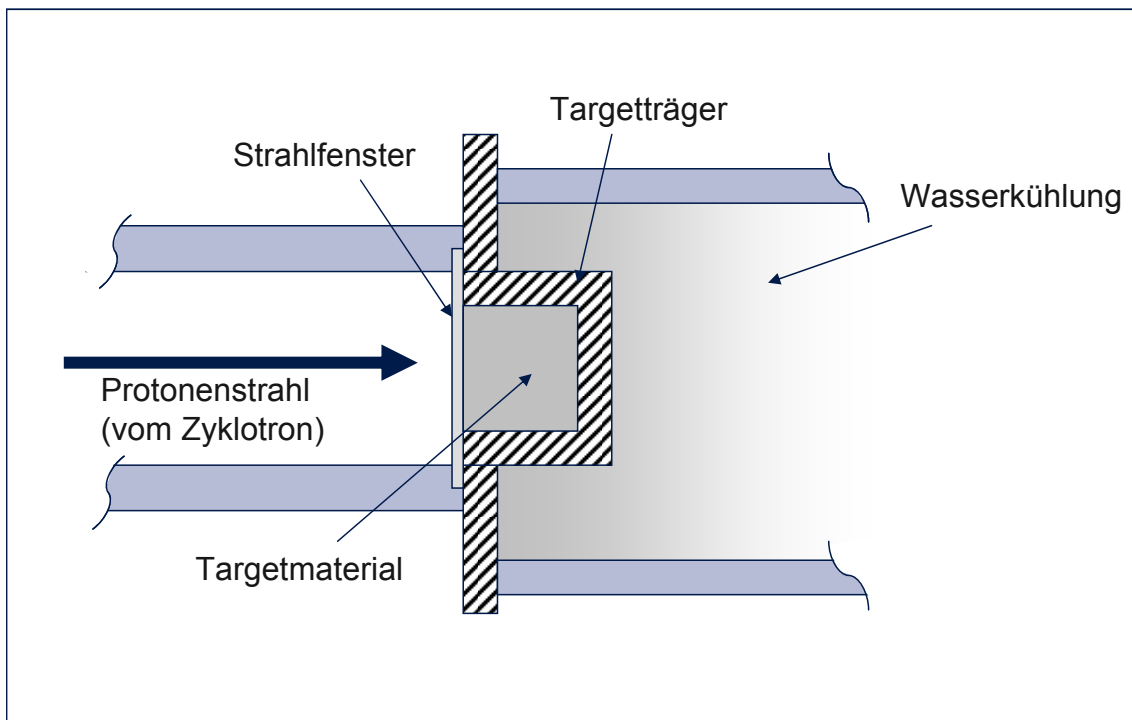 Targetträger
Strahlfenster
Wasserkühlung
Protonenstrahl
(vom Zyklotron)
Targetmaterial